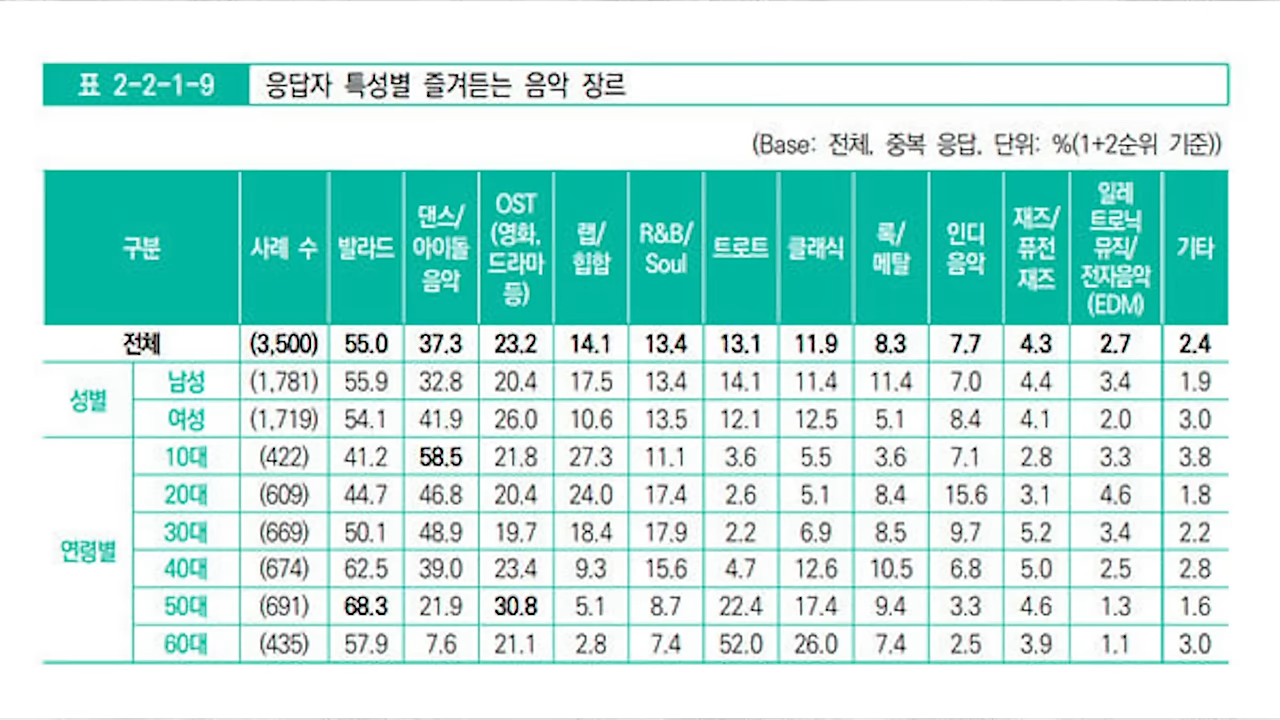 표 2-2-1-9 응답자 특성별 즐겨듣는 음악 장르
(Base: 전체, 중복 응답, 단위: %(1+2순위 기준))
구분 사례 수 발라드 댄스/ 아이돌 음악 OST (영화, 드라마 등) 랩/ 힙합 R&B/ Soul 트로트 클래식 록/ 메탈 인디 음악 재즈/ 퓨전 재즈 일레 트로닉 뮤직/ 전자음악 (EDM) 기타
전체 (3,500) 55.0 37.3 23.2 14.1 13.4 13.1 11.9 8.3 7.7 4.3 2.7 2.4
성별 남성 (1,781) 55.9 32.8 20.4 17.5 13.4 14.1 11.4 11.4 7.0 4.4 3.4 1.9
여성 (1,719) 54.1 41.9 26.0 10.6 13.5 12.1 12.5 5.1 8.4 4.1 2.0 3.0
연령별 10대 (422) 41.2 58.5 21.8 27.3 11.1 3.6 5.5 3.6 7.1 2.8 3.3 3.8
20대 (609) 44.7 46.8 20.4 24.0 17.4 2.6 5.1 8.4 15.6 3.1 4.6 1.8
30대 (669) 50.1 48.9 19.7 18.4 17.9 2.2 6.9 8.5 9.7 5.2 3.4 2.2
40대 (674) 62.5 39.0 23.4 9.3 15.6 4.7 12.6 10.5 6.8 5.0 2.5 2.8
50대 (691) 68.3 21.9 30.8 5.1 8.7 22.4 17.4 9.4 3.3 4.6 1.3 1.6
60대 (435) 57.9 7.6 21.1 2.8 7.4 52.0 26.0 7.4 2.5 3.9 1.1 3.0